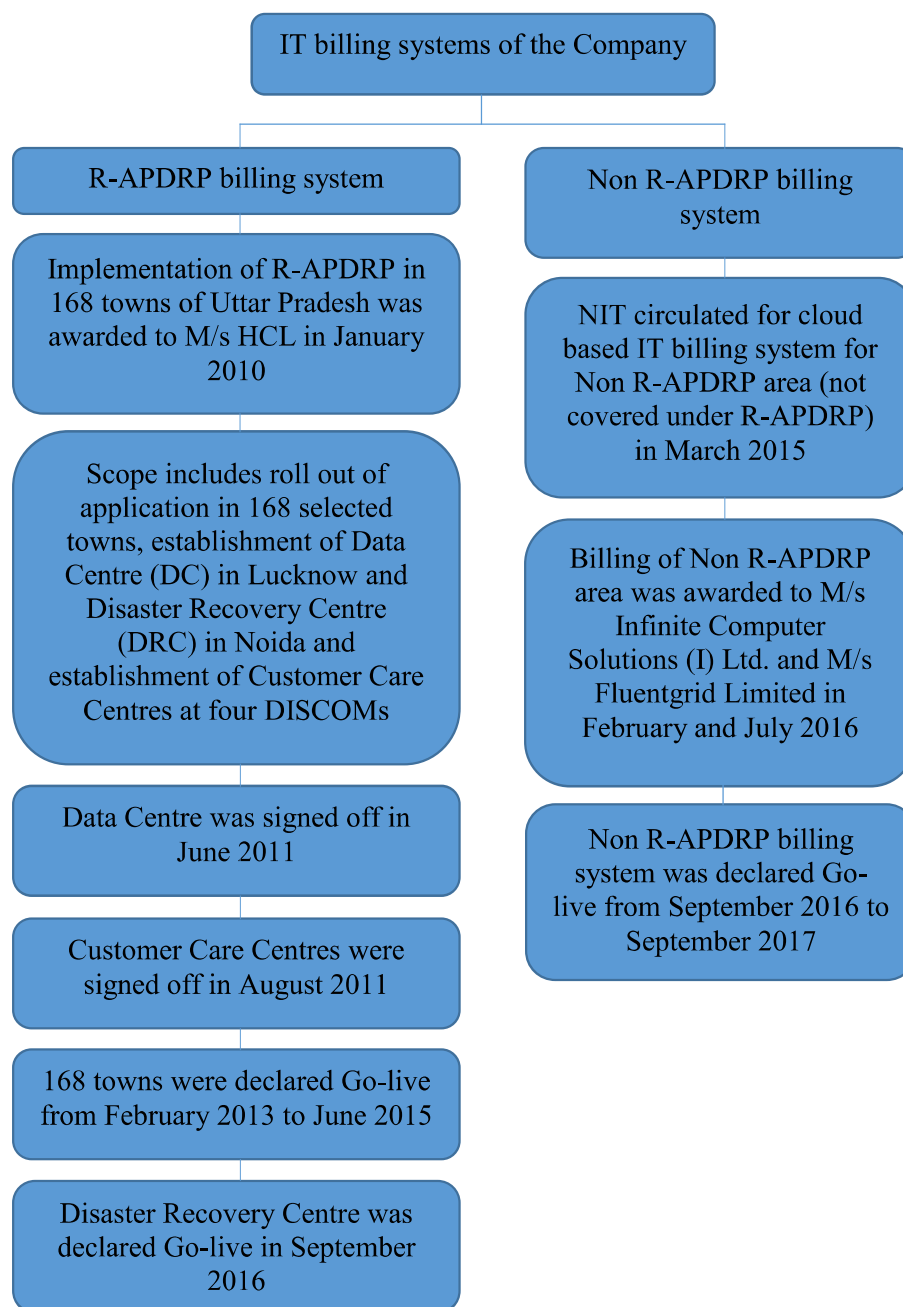 IT billing systems of the Company
R-APDRP billing system
Implementation of R-APDRP in
168 towns of Uttar Pradesh was
awarded to M/s HCL in January
2010
Scope includes roll out of
application in 168 selected
towns, establishment of Data
Centre (DC) in Lucknow and
Disaster Recovery Centre
(DRC) in Noida and
establishment of Customer Care
Centres at four DISCOMs
Data Centre was signed off in
June 2011
Customer Care Centres were
signed off in August 2011
168 towns were declared Go-live
from February 2013 to June 2015
Disaster Recovery Centre was
declared Go-live in September
2016
Non R-APDRP billing
system
NIT circulated for cloud
based IT billing system for
Non R-APDRP area (not
covered under R-APDRP)
in March 2015
Billing of Non R-APDRP
area was awarded to M/s
Infinite Computer
Solutions (I) Ltd. and M/s
Fluentgrid Limited in
February and July 2016
Non R-APDRP billing
system was declared Go-
live from September 2016 to
September 2017